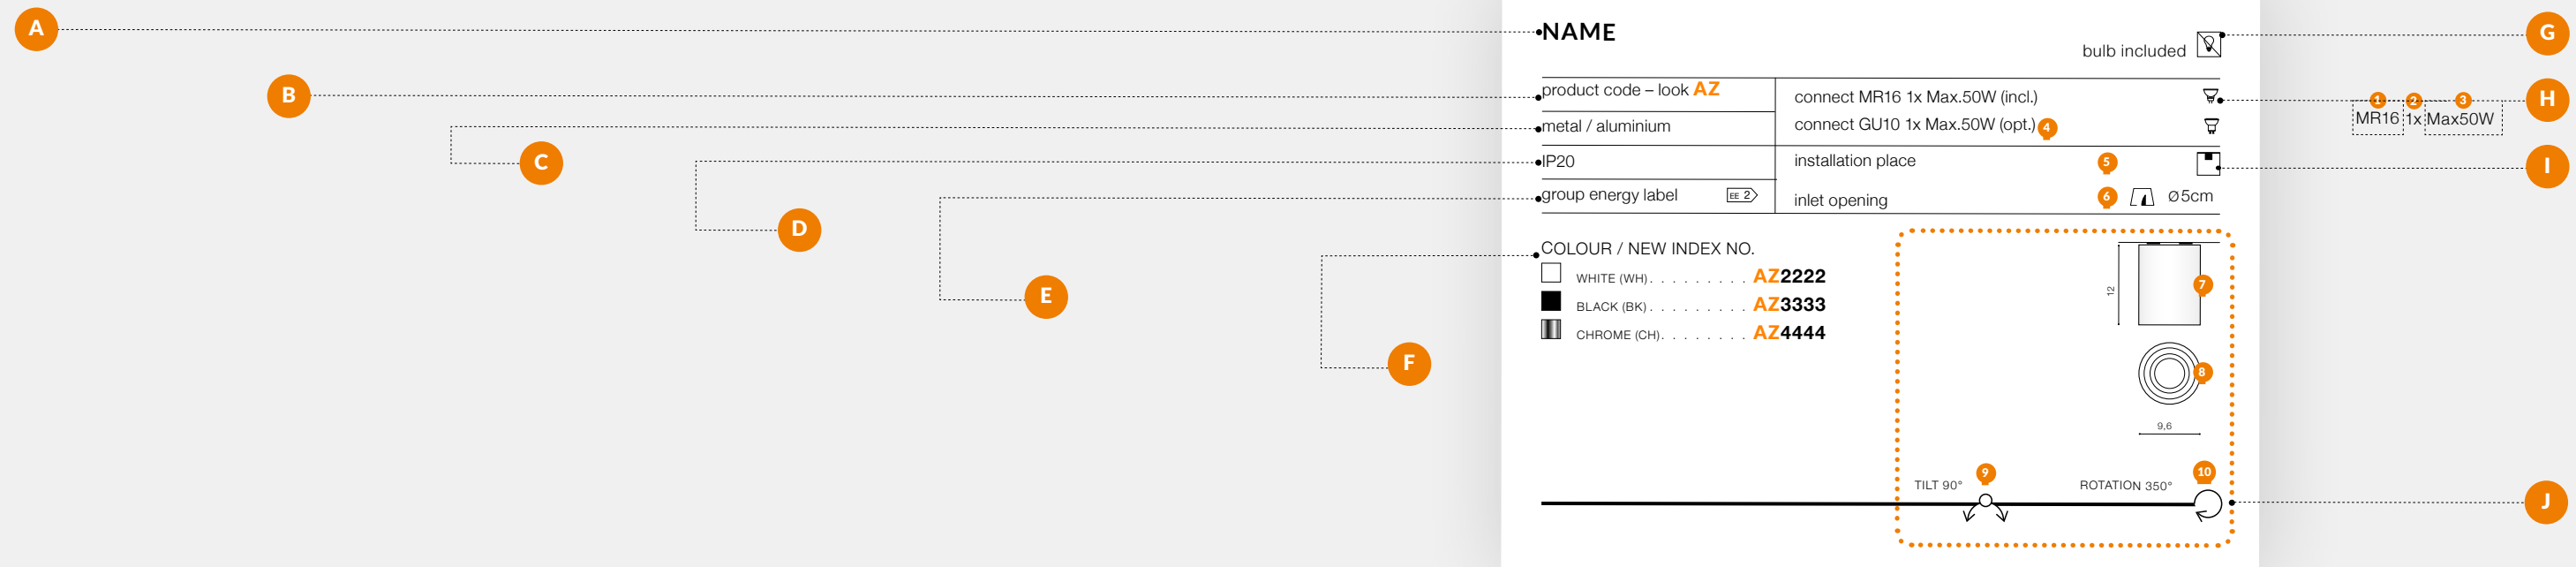 A
NAME
G
bulb included
B
product code – look AZ
connect MR16 1x Max.50W (incl.)
H
1 2 3
MR16 1x Max50W
metal / aluminium
connect GU10 1x Max.50W (opt.) 4
C
IP20
installation place 5
I
group energy label EE 2
inlet opening 6 Ø5cm
D
E
F
COLOUR / NEW INDEX NO.
WHITE (WH). . . . . . . . . AZ2222
BLACK (BK). . . . . . . . . AZ3333
CHROME (CH). . . . . . . . AZ4444
12
7
8
9,6
9
10
TILT 90°
ROTATION 350°
J